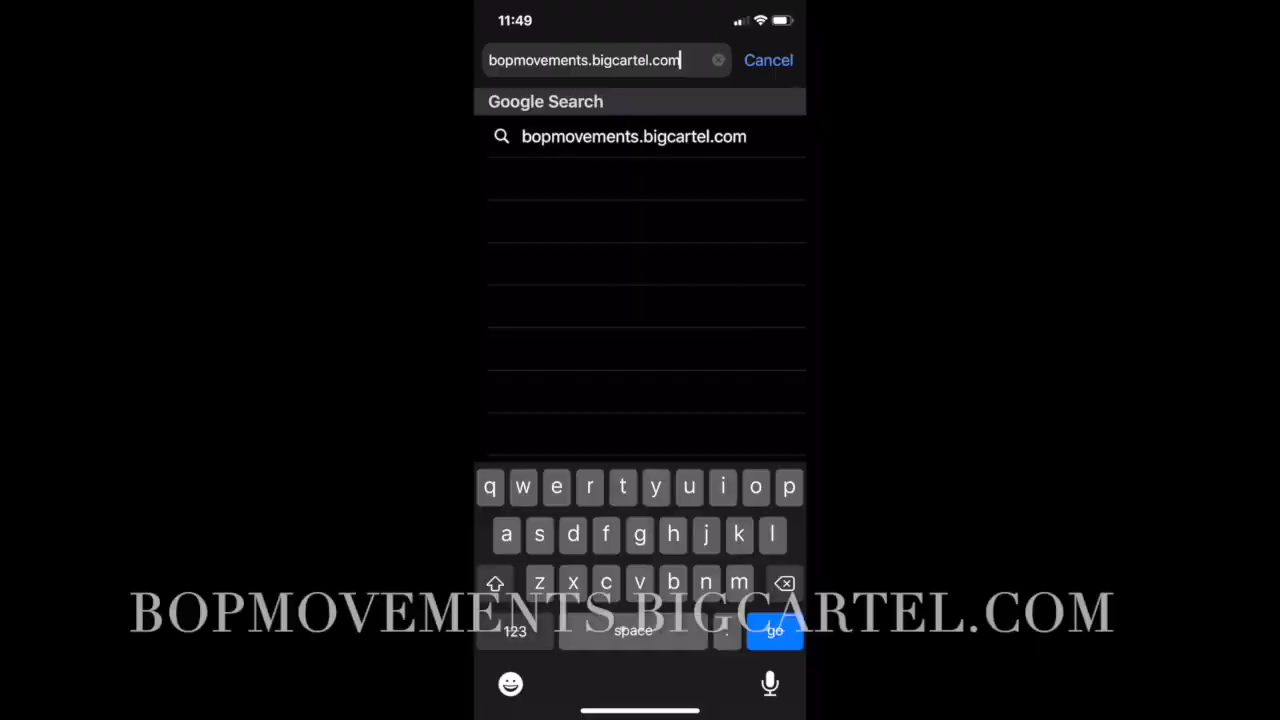 11:49
bopmovements.bigcartel.com Cancel
Google Search
bopmovements.bigcartel.com
q w e r t y u i o p
a s d f g h j k l
z x c v b n m
BOPMOVEMENTS.BIGCARTEL.COM
123 space . go